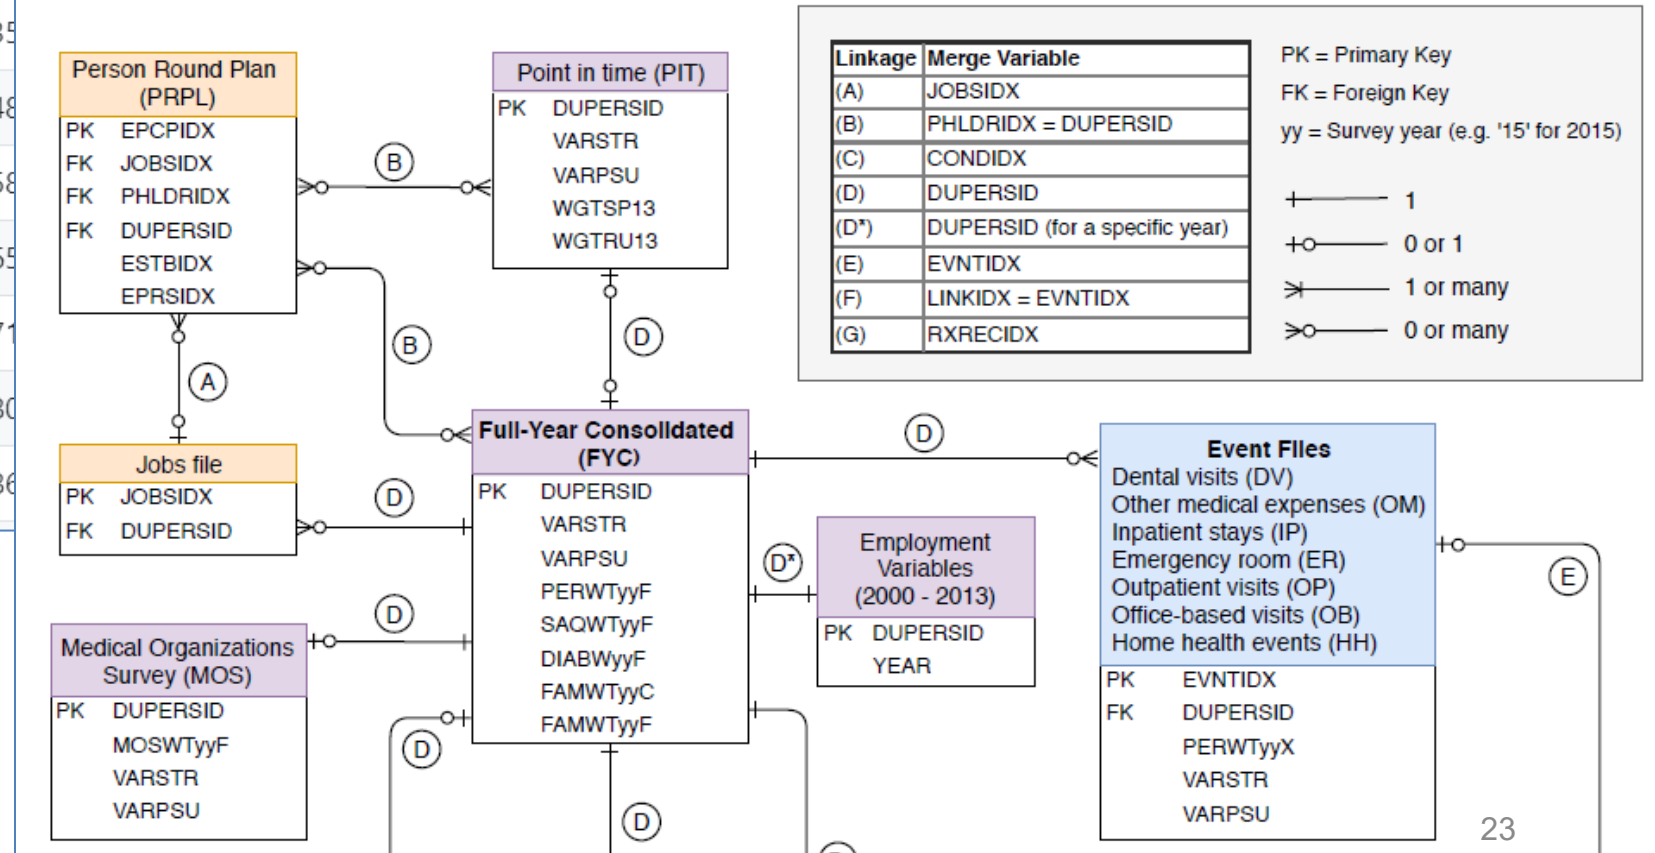 Person Round Plan
(PRPL)
PK EPCPIDX
FK JOBSIDX
FK PHLDRIDX
FK DUPERSID
ESTBIDX
EPRSIDX
B
Point in time (PIT)
PK DUPERSID
VARSTR
VARPSU
WGTSP13
WGTRU13
Linkage Merge Variable
(A) JOBSIDX
(B) PHLDRIDX = DUPERSID
(C) CONDIDX
(D) DUPERSID
(D*) DUPERSID (for a specific year)
(E) EVNTIDX
(F) LINKIDX = EVNTIDX
(G) RXRECIDX
PK = Primary Key
FK = Foreign Key
yy = Survey year (e.g. '15' for 2015)
1
0 or 1
1 or many
0 or many
A
B
D
Jobs file
PK JOBSIDX
FK DUPERSID
D
Full-Year Consolidated
(FYC)
PK DUPERSID
VARSTR
VARPSU
PERWTyyF
SAQWTyyF
DIABWyyF
FAMWTyyC
FAMWTyyF
D
Event Files
Dental visits (DV)
Other medical expenses (OM)
Inpatient stays (IP)
Emergency room (ER)
Outpatient visits (OP)
Office-based visits (OB)
Home health events (HH)
PK EVNTIDX
FK DUPERSID
PERWTyyX
VARSTR
VARPSU
E
D*
Employment
Variables
(2000 - 2013)
PK DUPERSID
YEAR
D
Medical Organizations
Survey (MOS)
PK DUPERSID
MOSWTyyF
VARSTR
VARPSU
D
D
23